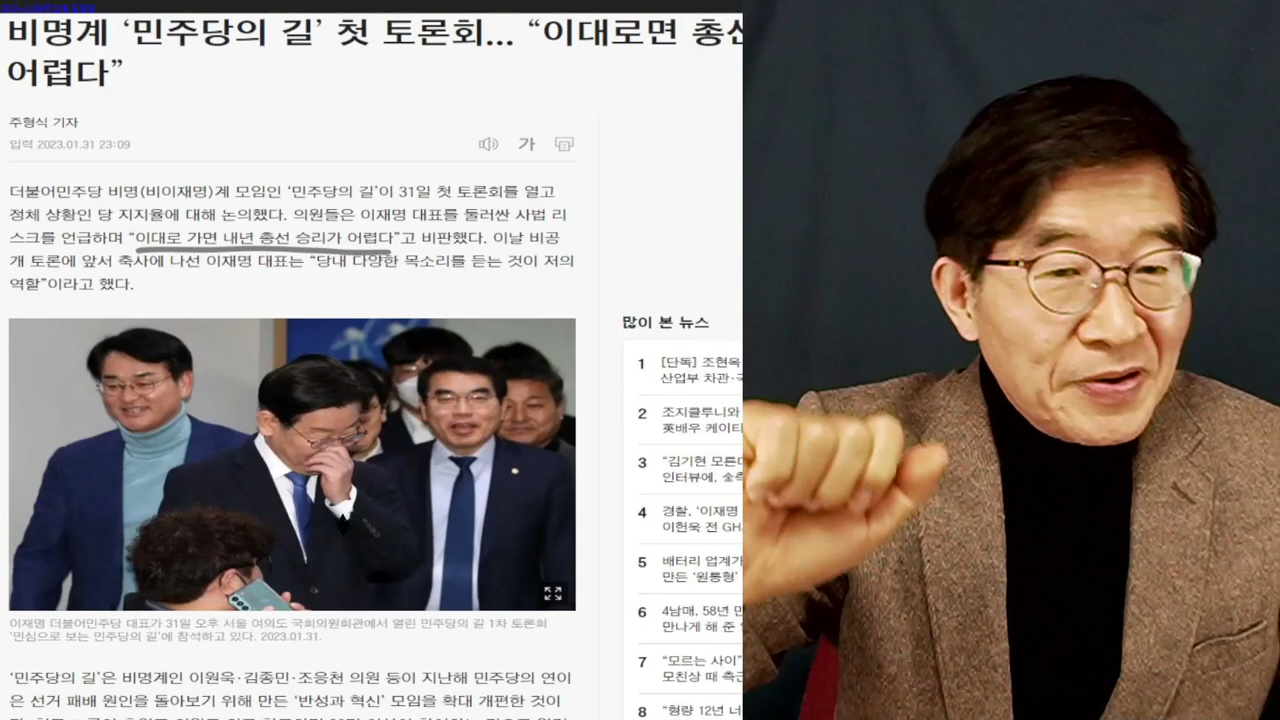 비명계 ‘민주당의 길’ 첫 토론회... “이대로면 총선
어렵다”
주형식 기자
입력 2023.01.31 23:09
가
더불어민주당 비명(비이재명)계 모임인 ‘민주당의 길’이 31일 첫 토론회를 열고
정체 상황인 당 지지율에 대해 논의했다. 의원들은 이재명 대표를 둘러싼 사법 리
스크를 언급하며 “이대로 가면 내년 총선 승리가 어렵다”고 비판했다. 이날 비공
개 토론에 앞서 축사에 나선 이재명 대표는 “당내 다양한 목소리를 듣는 것이 저의
역할”이라고 했다.
이재명 더불어민주당 대표가 31일 오후 서울 여의도 국회의원회관에서 열린 민주당의 길 1차 토론회
‘민심으로 보는 민주당의 길’에 참석하고 있다. 2023.01.31.
‘민주당의 길’은 비명계인 이원욱·김종민·조응천 의원 등이 지난해 민주당의 연이
은 선거 패배 원인을 돌아보기 위해 만든 ‘반성과 혁신’ 모임을 확대 개편한 것이
많이 본 뉴스
1 [단독] 조현옥
산업부 차관·
2 조지클루니와
英배우 케이티
3 “김기현 모른
인터뷰에, 金측
4 경찰, ‘이재명
이헌욱 전 GH
5 배터리 업계가
만든 ‘원통형’
6 4남매, 58년 만
만나게 해 준
7 “모르는 사이”
모친상 때 측근
8 “형량 12년 너